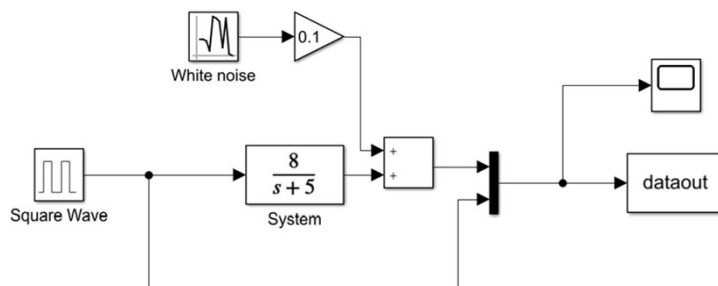 0.1
White noise
+
+
8
s + 5
dataout
Square Wave
System